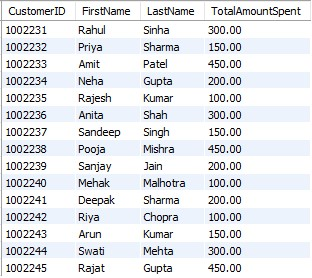 CustomerID FirstName LastName TotalAmountSpent
1002231 Rahul Sinha 300.00
1002232 Priya Sharma 150.00
1002233 Amit Patel 450.00
1002234 Neha Gupta 200.00
1002235 Rajesh Kumar 100.00
1002236 Anita Shah 300.00
1002237 Sandeep Singh 150.00
1002238 Pooja Mishra 450.00
1002239 Sanjay Jain 200.00
1002240 Mehak Malhotra 100.00
1002241 Deepak Sharma 200.00
1002242 Riya Chopra 100.00
1002243 Arun Kumar 150.00
1002244 Swati Mehta 300.00
1002245 Rajat Gupta 450.00